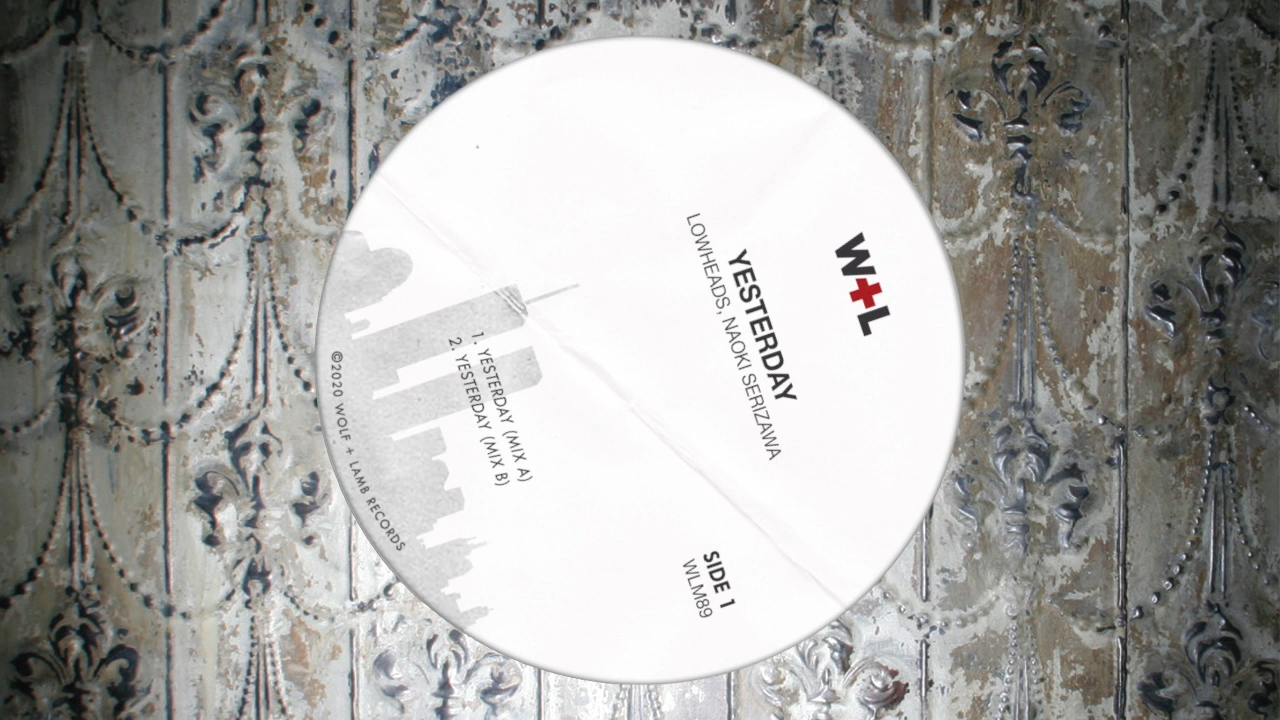 W+L
YESTERDAY
LOWHEADS, NAOKI SERIZAWA
SIDE 1
WLM89
1. YESTERDAY (MIX A)
2. YESTERDAY (MIX B)
©2020 WOLF + LAMB RECORDS